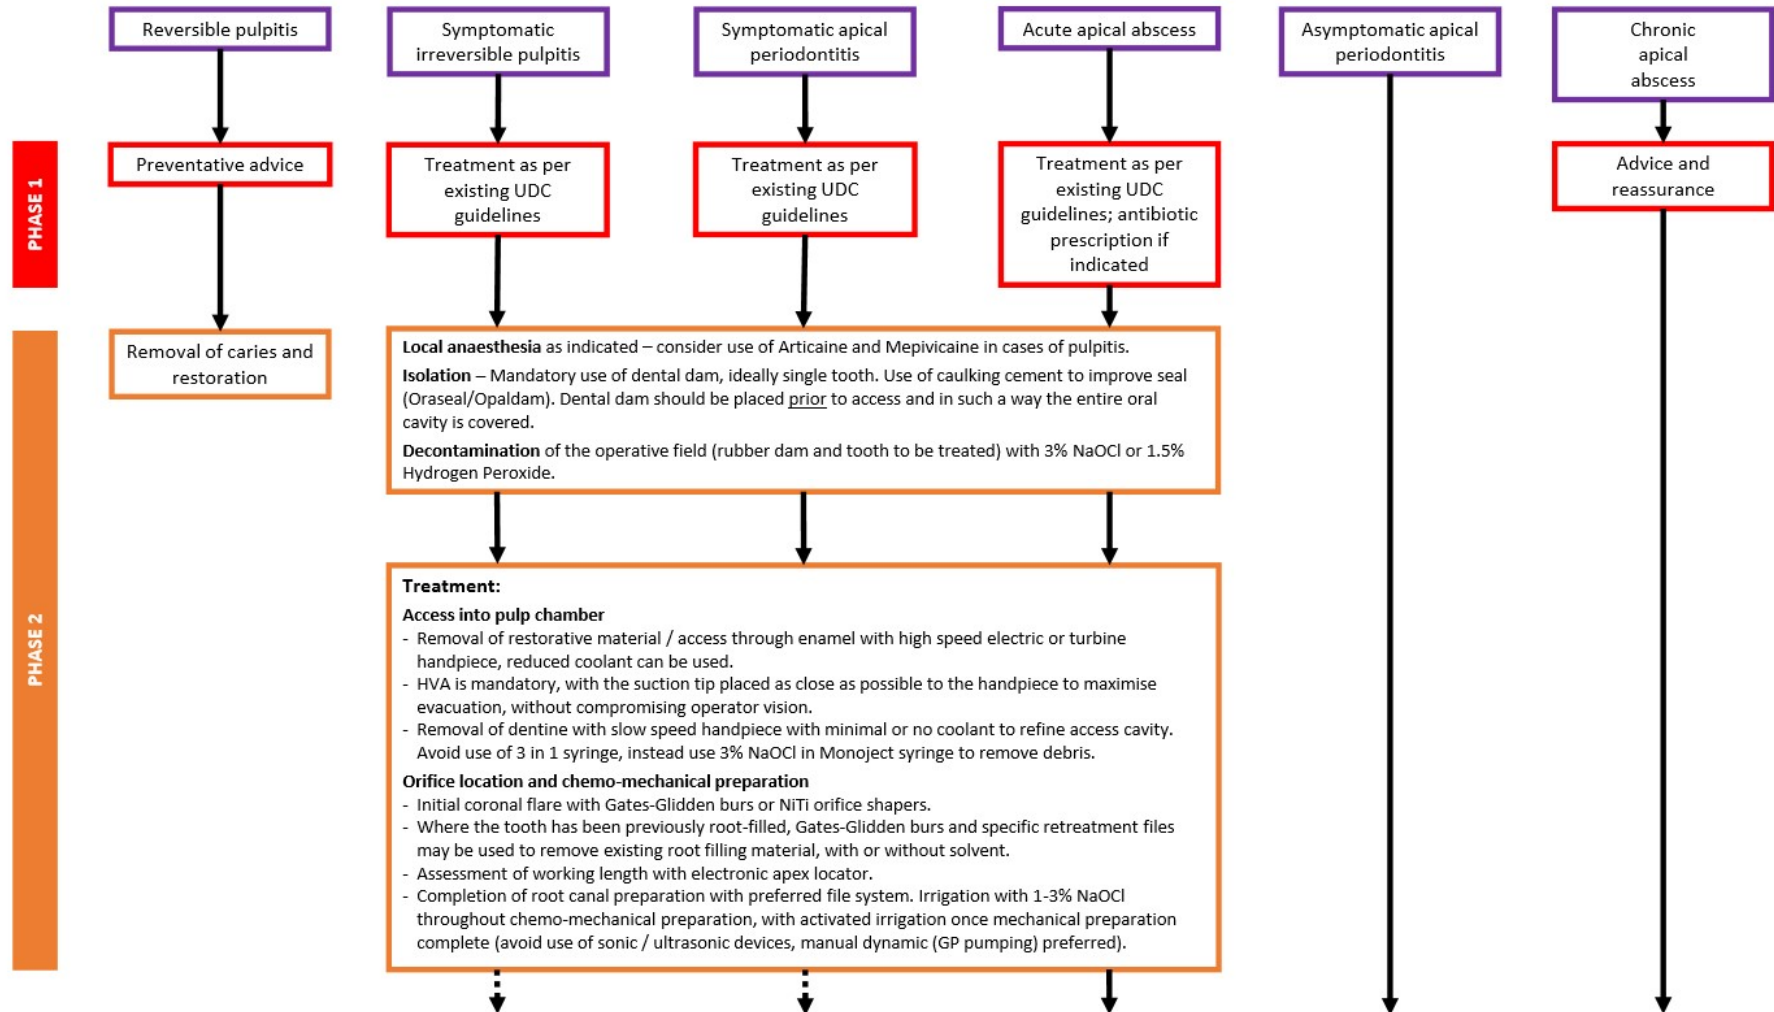 Reversible pulpitis
Symptomatic
irreversible pulpitis
Symptomatic apical
periodontitis
Acute apical abscess
Asymptomatic apical
periodontitis
Chronic
apical
abscess
PHASE 1
Preventative advice
Treatment as per
existing UDC
guidelines
Treatment as per
existing UDC
guidelines
Treatment as per
existing UDC
guidelines; antibiotic
prescription if
indicated
Advice and
reassurance
PHASE 2
Removal of caries and
restoration
Local anaesthesia as indicated – consider use of Articaine and Mepivicaine in cases of pulpitis.
Isolation – Mandatory use of dental dam, ideally single tooth. Use of caulking cement to improve seal
(Oraseal/Opaldam). Dental dam should be placed prior to access and in such a way the entire oral
cavity is covered.
Decontamination of the operative field (rubber dam and tooth to be treated) with 3% NaOCl or 1.5%
Hydrogen Peroxide.
Treatment:
Access into pulp chamber
- Removal of restorative material / access through enamel with high speed electric or turbine
handpiece, reduced coolant can be used.
- HVA is mandatory, with the suction tip placed as close as possible to the handpiece to maximise
evacuation, without compromising operator vision.
- Removal of dentine with slow speed handpiece with minimal or no coolant to refine access cavity.
Avoid use of 3 in 1 syringe, instead use 3% NaOCl in Monoject syringe to remove debris.
Orifice location and chemo-mechanical preparation
- Initial coronal flare with Gates-Glidden burs or NiTi orifice shapers.
- Where the tooth has been previously root-filled, Gates-Glidden burs and specific retreatment files
may be used to remove existing root filling material, with or without solvent.
- Assessment of working length with electronic apex locator.
- Completion of root canal preparation with preferred file system. Irrigation with 1-3% NaOCl
throughout chemo-mechanical preparation, with activated irrigation once mechanical preparation
complete (avoid use of sonic / ultrasonic devices, manual dynamic (GP pumping) preferred).